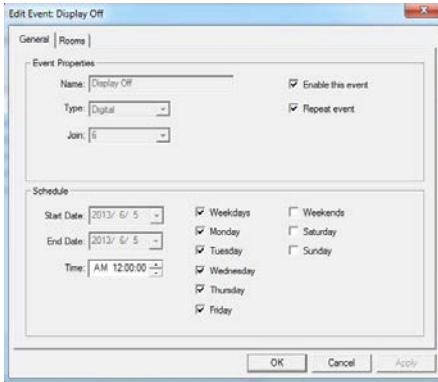 Edit Event: Display Off
General Rooms
Event Properties
Name: Display Off
Enable this event
Type: Digital
Repeat event
Join: 6
Schedule
Start Date: 2013/ 6/ 5
Weekdays
Weekends
End Date: 2013/ 6/ 5
Monday
Saturday
Time: AM 12:00:00
Tuesday
Sunday
Wednesday
Thursday
Friday
OK Cancel Apply